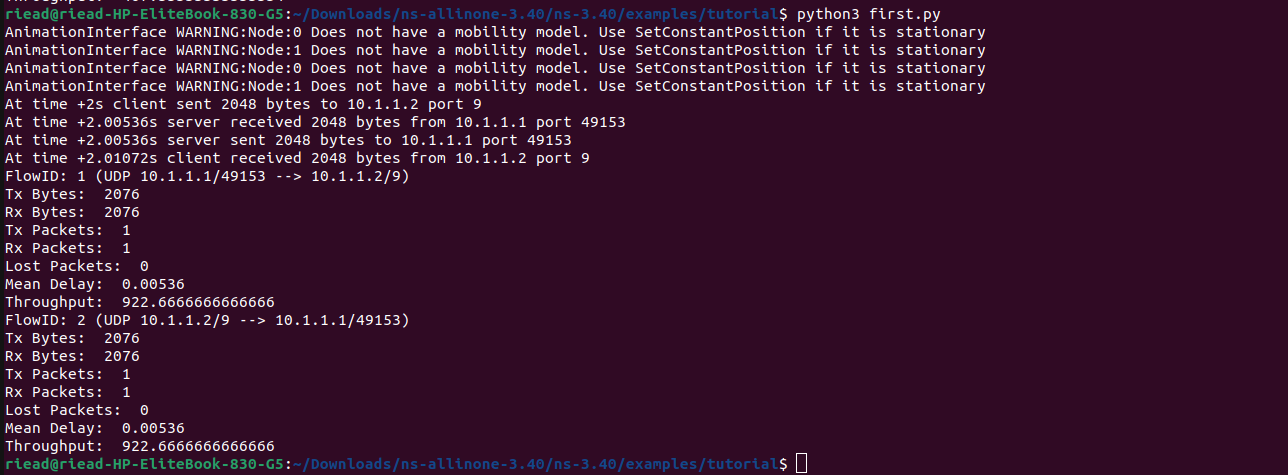 riead@riead-HP-EliteBook-830-G5:~/Downloads/ns-allinone-3.40/ns-3.40/examples/tutorial$ python3 first.py
AnimationInterface WARNING:Node:0 Does not have a mobility model. Use SetConstantPosition if it is stationary
AnimationInterface WARNING:Node:1 Does not have a mobility model. Use SetConstantPosition if it is stationary
AnimationInterface WARNING:Node:0 Does not have a mobility model. Use SetConstantPosition if it is stationary
AnimationInterface WARNING:Node:1 Does not have a mobility model. Use SetConstantPosition if it is stationary
At time +2s client sent 2048 bytes to 10.1.1.2 port 9
At time +2.00536s server received 2048 bytes from 10.1.1.1 port 49153
At time +2.00536s server sent 2048 bytes to 10.1.1.1 port 49153
At time +2.01072s client received 2048 bytes from 10.1.1.2 port 9
FlowID: 1 (UDP 10.1.1.1/49153 --> 10.1.1.2/9)
Tx Bytes:  2076
Rx Bytes:  2076
Tx Packets:  1
Rx Packets:  1
Lost Packets:  0
Mean Delay:  0.00536
Throughput:  922.6666666666666
FlowID: 2 (UDP 10.1.1.2/9 --> 10.1.1.1/49153)
Tx Bytes:  2076
Rx Bytes:  2076
Tx Packets:  1
Rx Packets:  1
Lost Packets:  0
Mean Delay:  0.00536
Throughput:  922.6666666666666
riead@riead-HP-EliteBook-830-G5:~/Downloads/ns-allinone-3.40/ns-3.40/examples/tutorial$